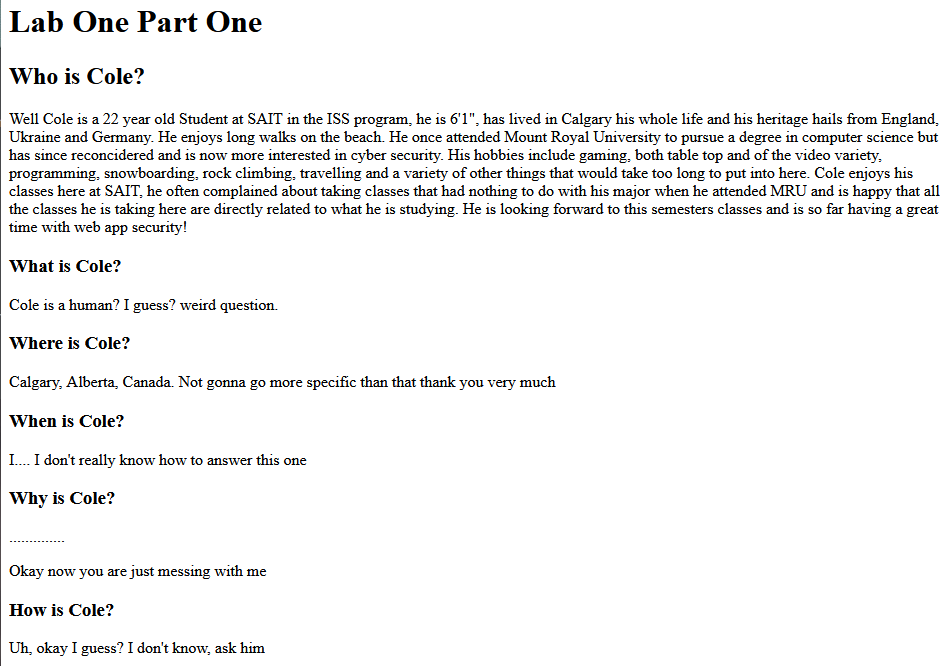 Lab One Part One
Who is Cole?
Well Cole is a 22 year old Student at SAIT in the ISS program, he is 6'1", has lived in Calgary his whole life and his heritage hails from England,
Ukraine and Germany. He enjoys long walks on the beach. He once attended Mount Royal University to pursue a degree in computer science but
has since reconcidered and is now more interested in cyber security. His hobbies include gaming, both table top and of the video variety,
programming, snowboarding, rock climbing, travelling and a variety of other things that would take too long to put into here. Cole enjoys his
classes here at SAIT, he often complained about taking classes that had nothing to do with his major when he attended MRU and is happy that all
the classes he is taking here are directly related to what he is studying. He is looking forward to this semesters classes and is so far having a great
time with web app security!
What is Cole?
Cole is a human? I guess? weird question.
Where is Cole?
Calgary, Alberta, Canada. Not gonna go more specific than that thank you very much
When is Cole?
I.... I don't really know how to answer this one
Why is Cole?
..............
Okay now you are just messing with me
How is Cole?
Uh, okay I guess? I don't know, ask him